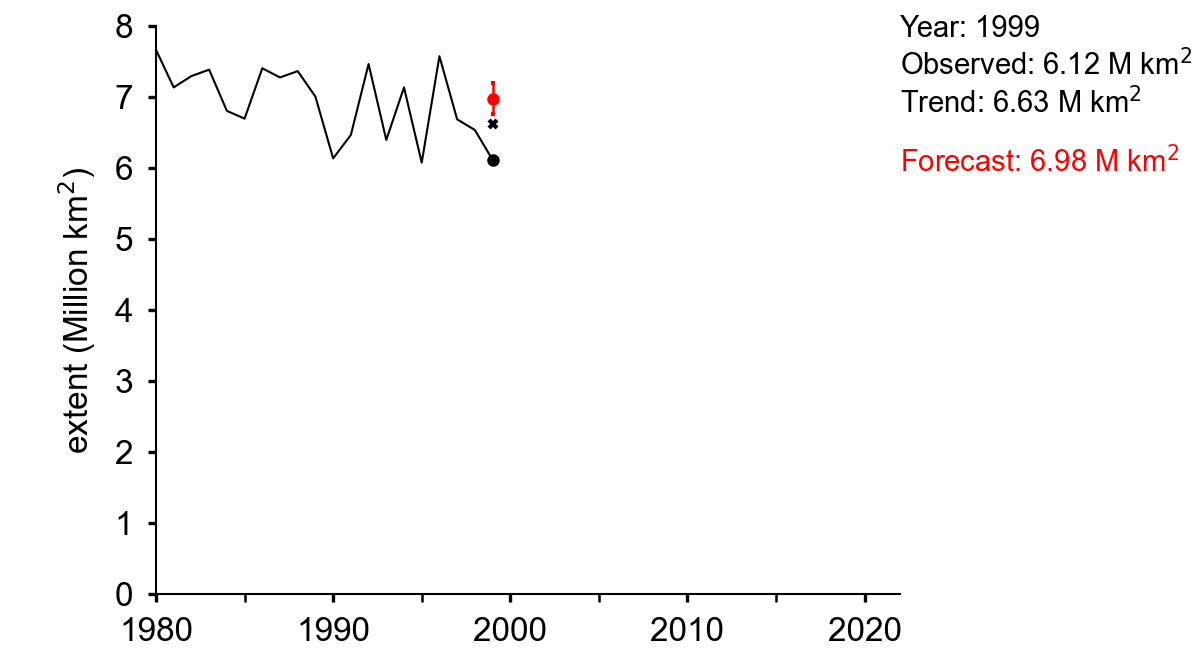 8
7
6
5
4
3
2
1
0
extent (Million km²)
1980 1990 2000 2010 2020
Year: 1999
Observed: 6.12 M km²
Trend: 6.63 M km²
Forecast: 6.98 M km²